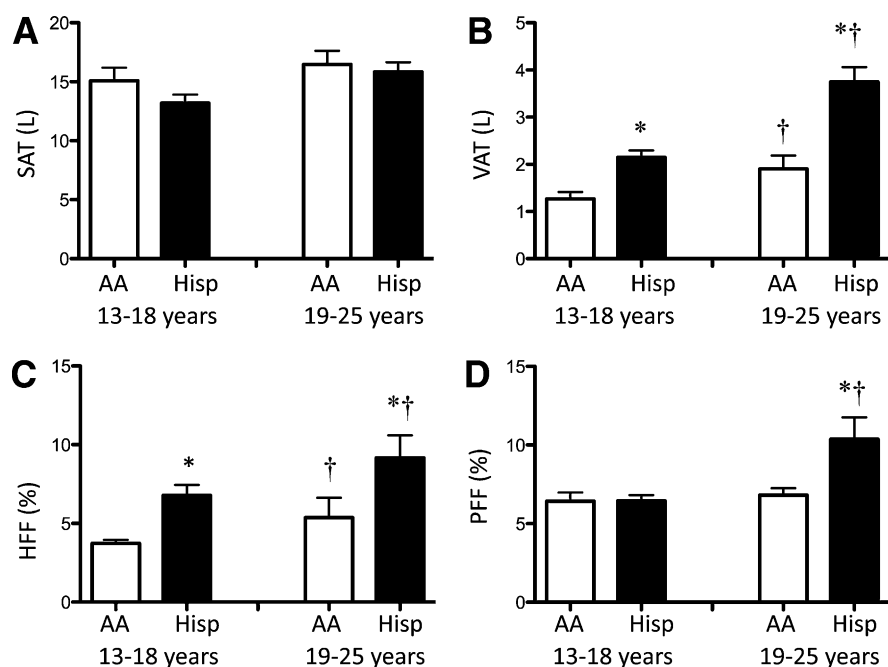 A
SAT (L)
20
15
10
5
0
AA Hisp AA Hisp
13-18 years 19-25 years
B
VAT (L)
5
4
3
2
1
0
*
†
*†
AA Hisp AA Hisp
13-18 years 19-25 years
C
HFF (%)
15
10
5
0
*
†
*†
AA Hisp AA Hisp
13-18 years 19-25 years
D
PFF (%)
15
10
5
0
*†
AA Hisp AA Hisp
13-18 years 19-25 years